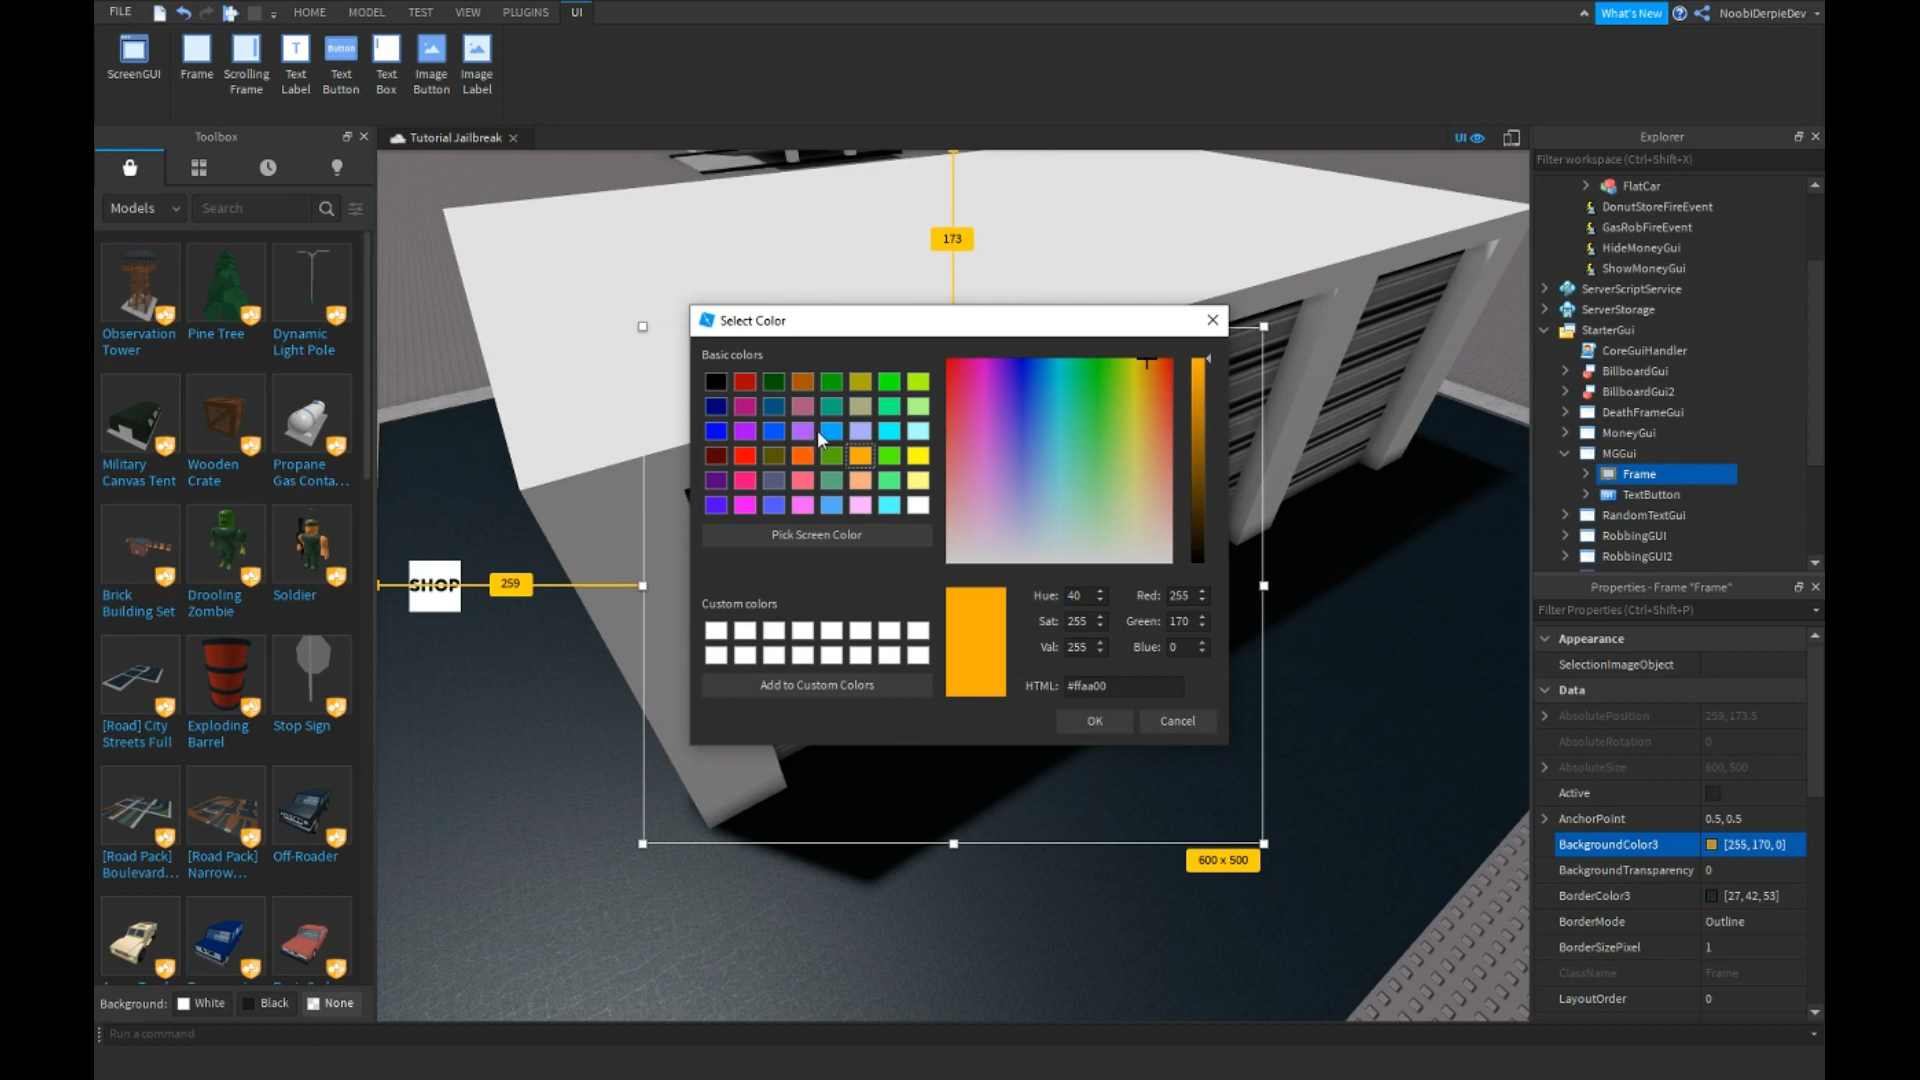 FILE
HOME
MODEL
TEST
VIEW
PLUGINS
UI
What's New
NoobiDerpieDev
ScreenGUI
Frame
Scrolling
Frame
Text
Label
Button
Text
Button
Text
Box
Image
Button
Image
Label
T
Toolbox
Models
Search
Observation
Tower
Pine Tree
Dynamic
Light Pole
Military
Canvas Tent
Wooden
Crate
Propane
Gas Conta...
Brick
Building Set
Drooling
Zombie
Soldier
[Road] City
Streets Full
Exploding
Barrel
Stop Sign
[Road Pack]
Boulevard...
[Road Pack]
Narrow...
Off-Roader
Background:
White
Black
None
Run a command
Tutorial Jailbreak
UI
173
SHOP
259
600 x 500
Select Color
Basic colors
Pick Screen Color
Custom colors
Add to Custom Colors
Hue: 40
Red: 255
Sat: 255
Green: 170
Val: 255
Blue: 0
HTML: #ffaa00
OK
Cancel
Explorer
Filter workspace (Ctrl+Shift+X)
FlatCar
DonutStoreFireEvent
GasRobFireEvent
HideMoneyGui
ShowMoneyGui
ServerScriptService
ServerStorage
StarterGui
CoreGuiHandler
BillboardGui
BillboardGui2
DeathFrameGui
MoneyGui
MGGui
Frame
TextButton
RandomTextGui
RobbingGUI
RobbingGUI2
Properties - Frame "Frame"
Filter Properties (Ctrl+Shift+P)
Appearance
SelectionImageObject
Data
AbsolutePosition 259, 173.5
AbsoluteRotation 0
AbsoluteSize 600, 500
Active
AnchorPoint 0.5, 0.5
BackgroundColor3 [255, 170, 0]
BackgroundTransparency 0
BorderColor3 [27, 42, 53]
BorderMode Outline
BorderSizePixel 1
ClassName Frame
LayoutOrder 0